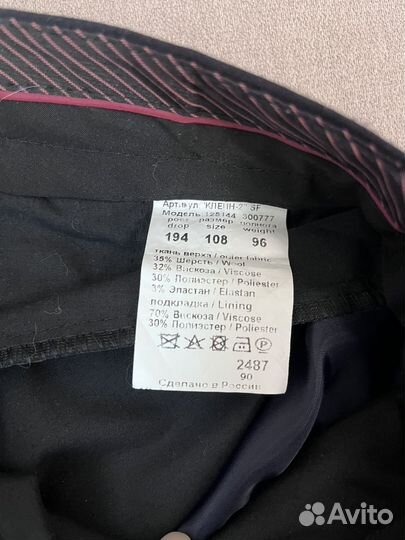 Артикул "КЛЕЙН-2" SF
Модель 125144 300777
рост размер полнота
drop size weight
194 108 96
ткань верха / outer fabric
35% Шерсть / Wool
32% Вискоза / Viscose
30% Полиэстер / Poliester
3% Эластан / Elastan
подкладка / Lining
70% Вискоза / Viscose
30% Полиэстер / Poliester
P
2487
90
Сделано в России
Avito